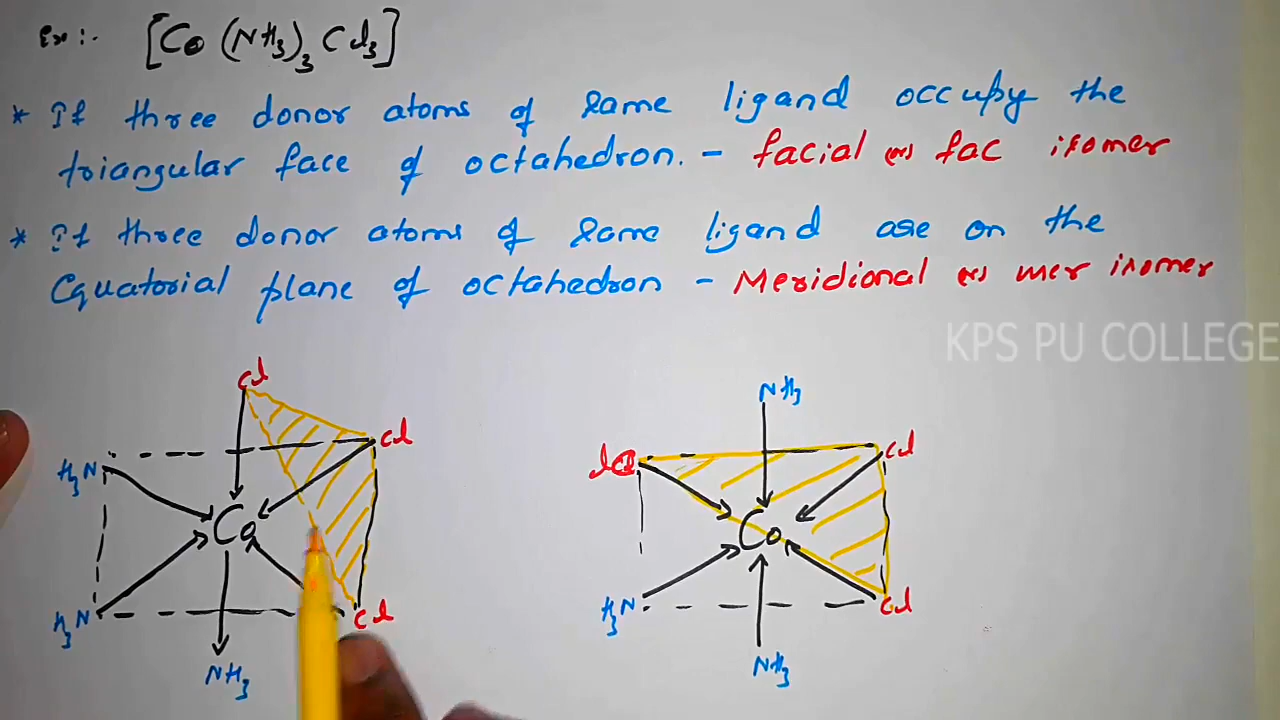 Ex :- [Co (NH3)3 Cl3]
* If three donor atoms of same ligand occupy the
triangular face of octahedron. - facial (or) fac isomer
* If three donor atoms of same ligand are on the
Equatorial plane of octahedron - Meridional (or) mer isomer
KPS PU COLLEGE
Cl
Cl
H3N
Co
H3N
Cl
NH3
NH3
Cl
Cl
Co
H3N
Cl
NH3